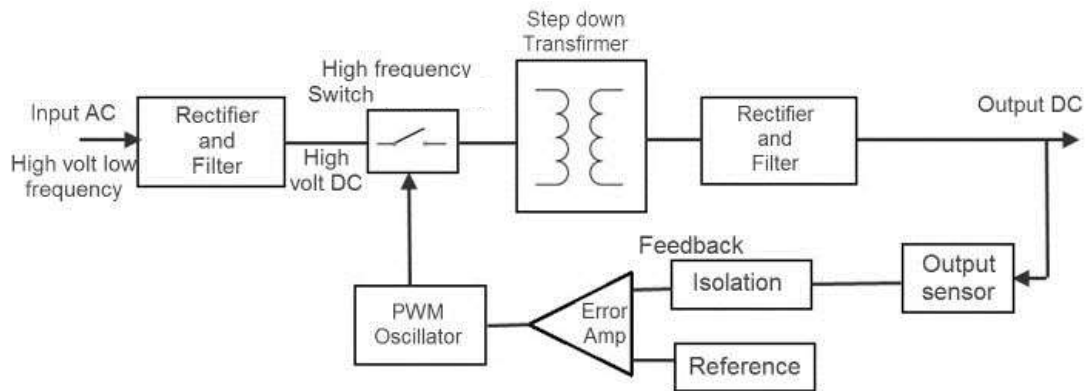 Step down
Transfirmer
High frequency
Switch
Input AC
High volt low
frequency
Rectifier
and
Filter
High
volt DC
Rectifier
and
Filter
Output DC
Feedback
Isolation
Output
sensor
PWM
Oscillator
Error
Amp
Reference